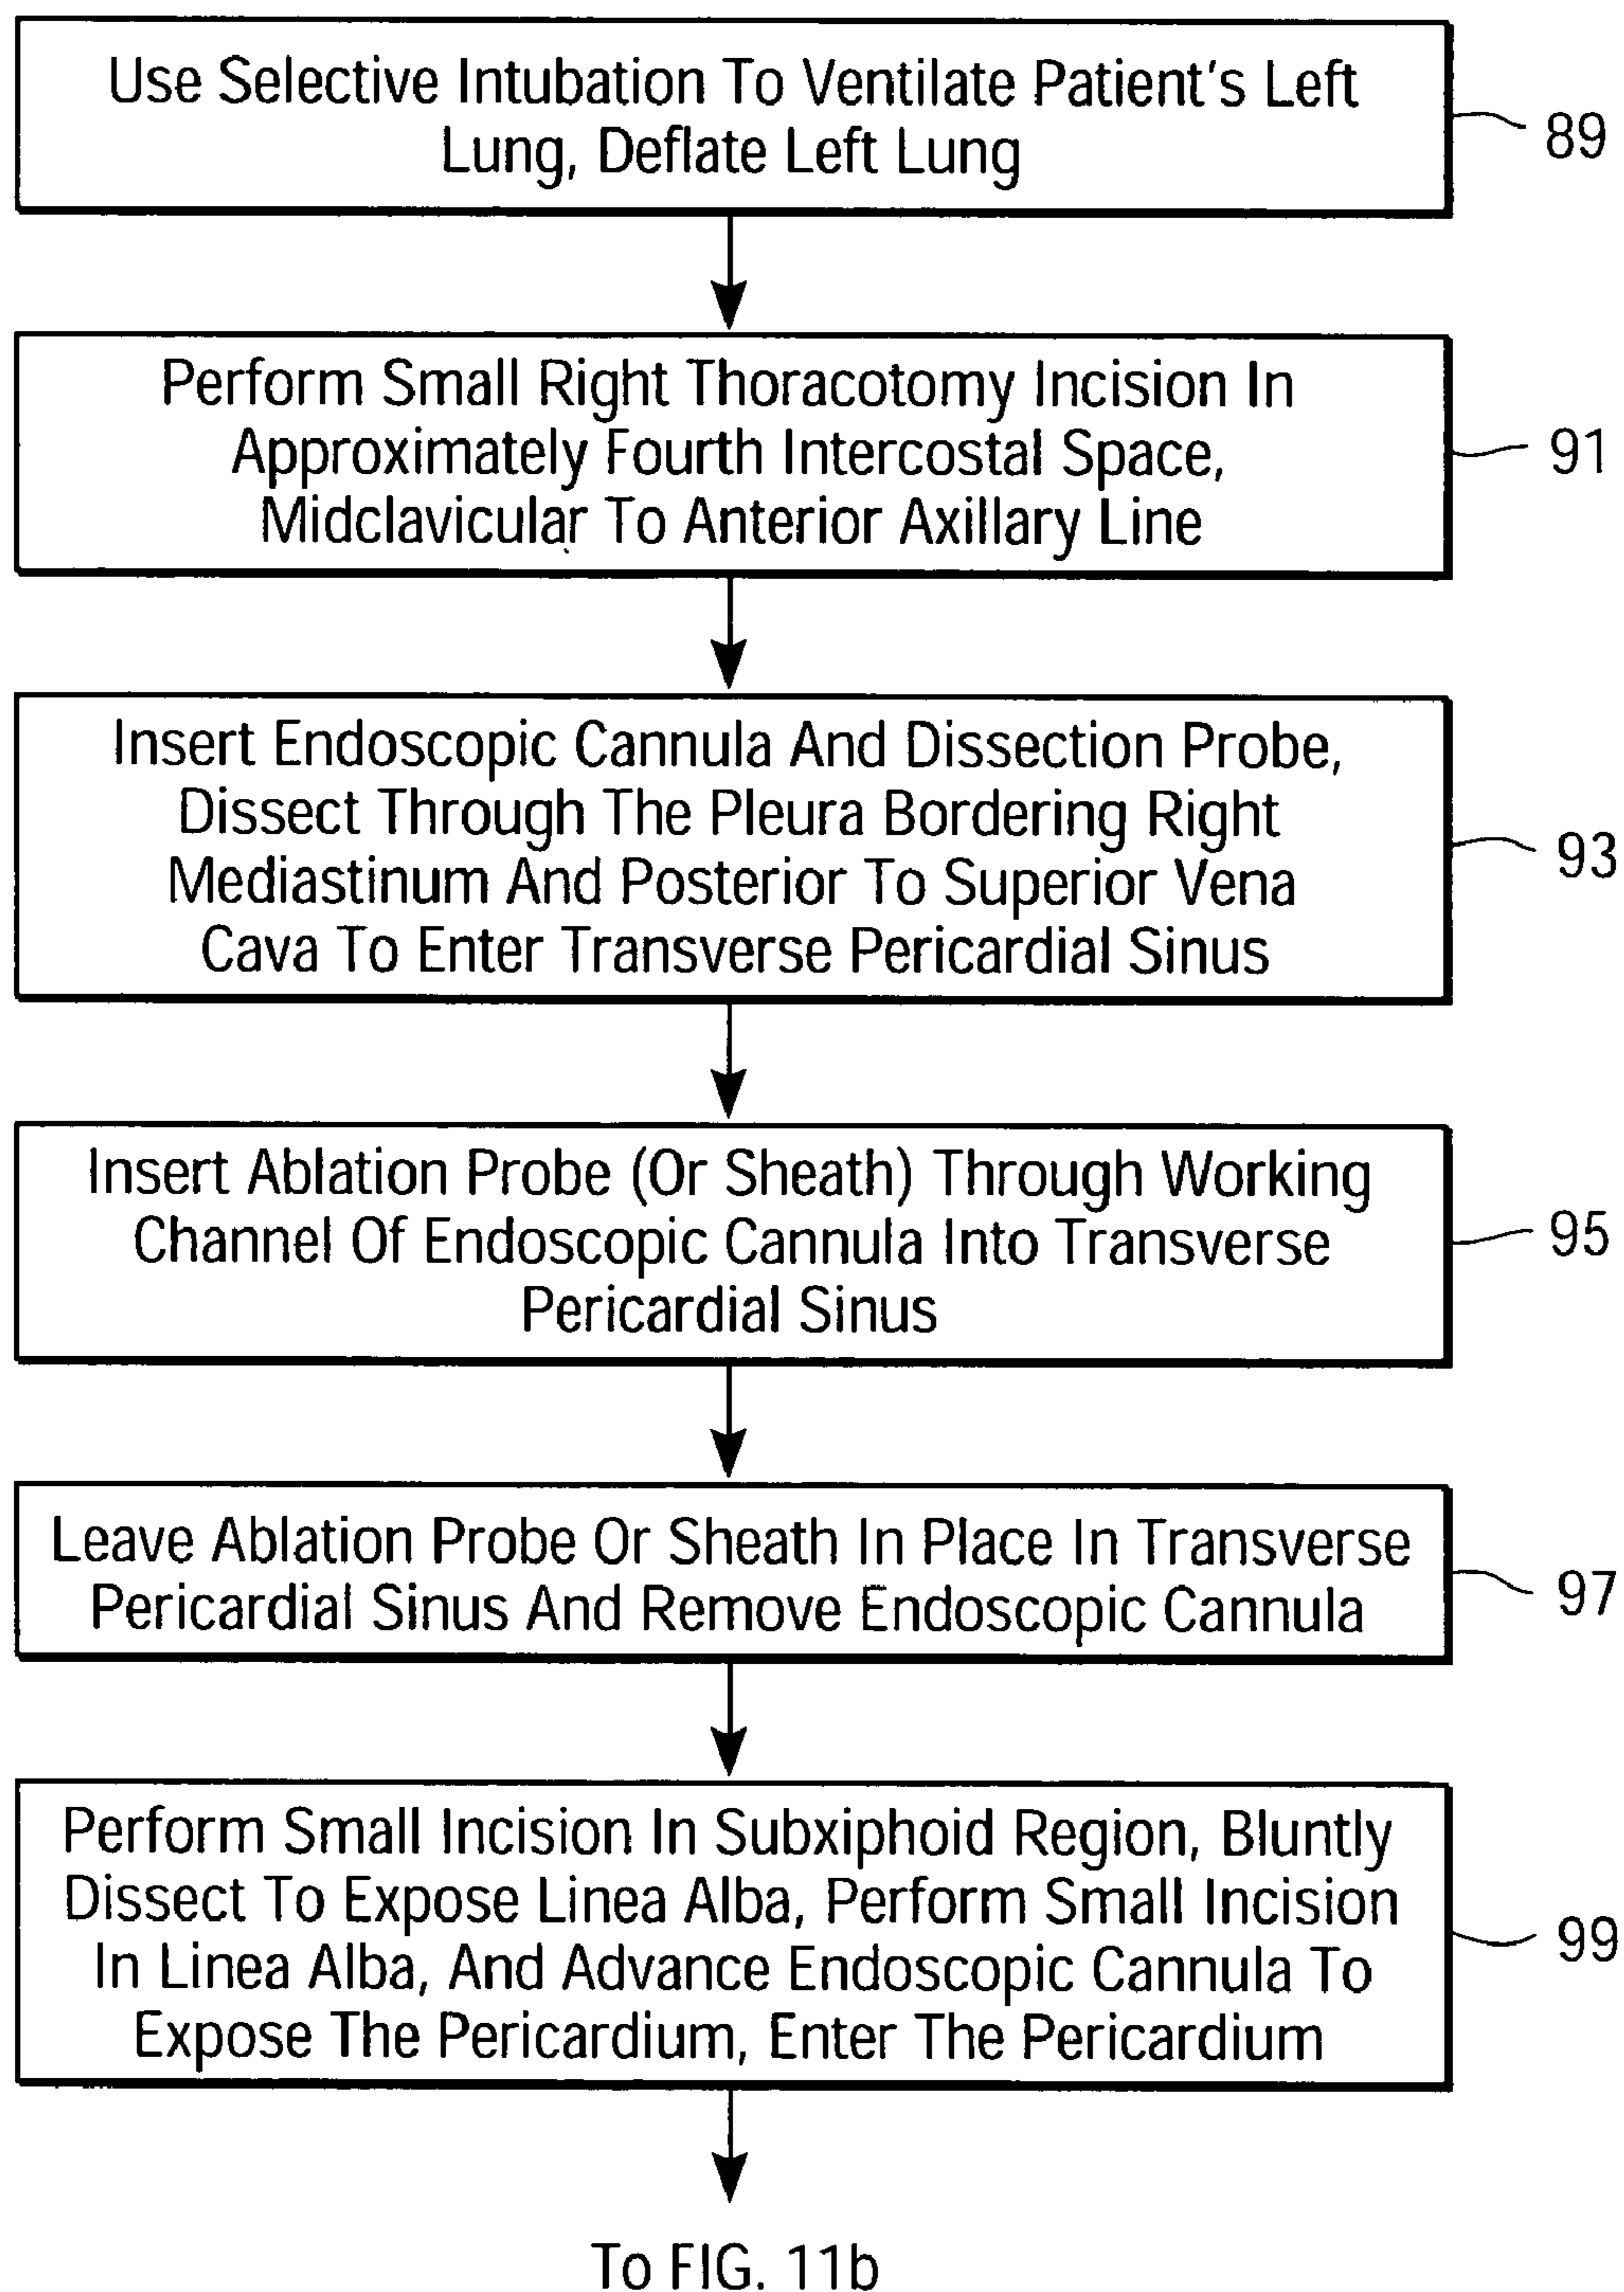 Use Selective Intubation To Ventilate Patient's Left
Lung, Deflate Left Lung
89
Perform Small Right Thoracotomy Incision In
Approximately Fourth Intercostal Space,
Midclavicular To Anterior Axillary Line
91
Insert Endoscopic Cannula And Dissection Probe,
Dissect Through The Pleura Bordering Right
Mediastinum And Posterior To Superior Vena
Cava To Enter Transverse Pericardial Sinus
93
Insert Ablation Probe (Or Sheath) Through Working
Channel Of Endoscopic Cannula Into Transverse
Pericardial Sinus
95
Leave Ablation Probe Or Sheath In Place In Transverse
Pericardial Sinus And Remove Endoscopic Cannula
97
Perform Small Incision In Subxiphoid Region, Bluntly
Dissect To Expose Linea Alba, Perform Small Incision
In Linea Alba, And Advance Endoscopic Cannula To
Expose The Pericardium, Enter The Pericardium
99
To FIG. 11b